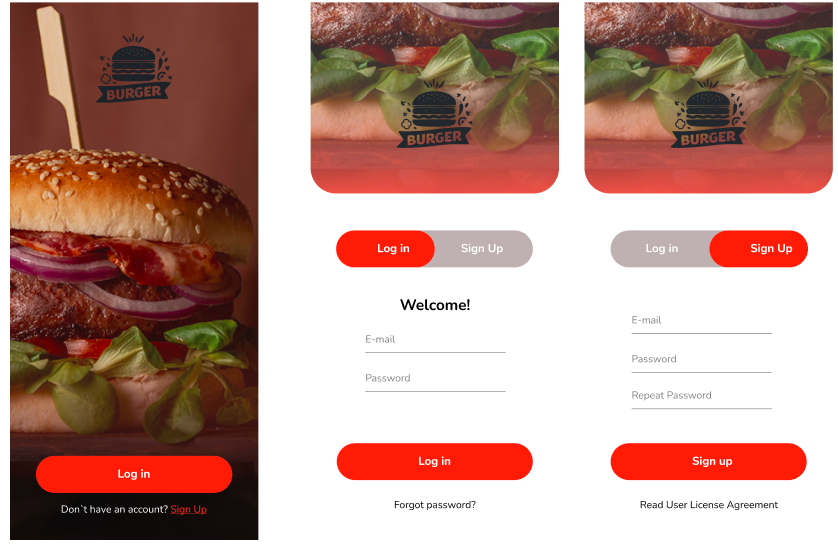 BURGER
Log in
Don`t have an account? Sign Up
BURGER
Log in
Sign Up
Welcome!
E-mail
Password
Log in
Forgot password?
BURGER
Log in
Sign Up
E-mail
Password
Repeat Password
Sign up
Read User License Agreement